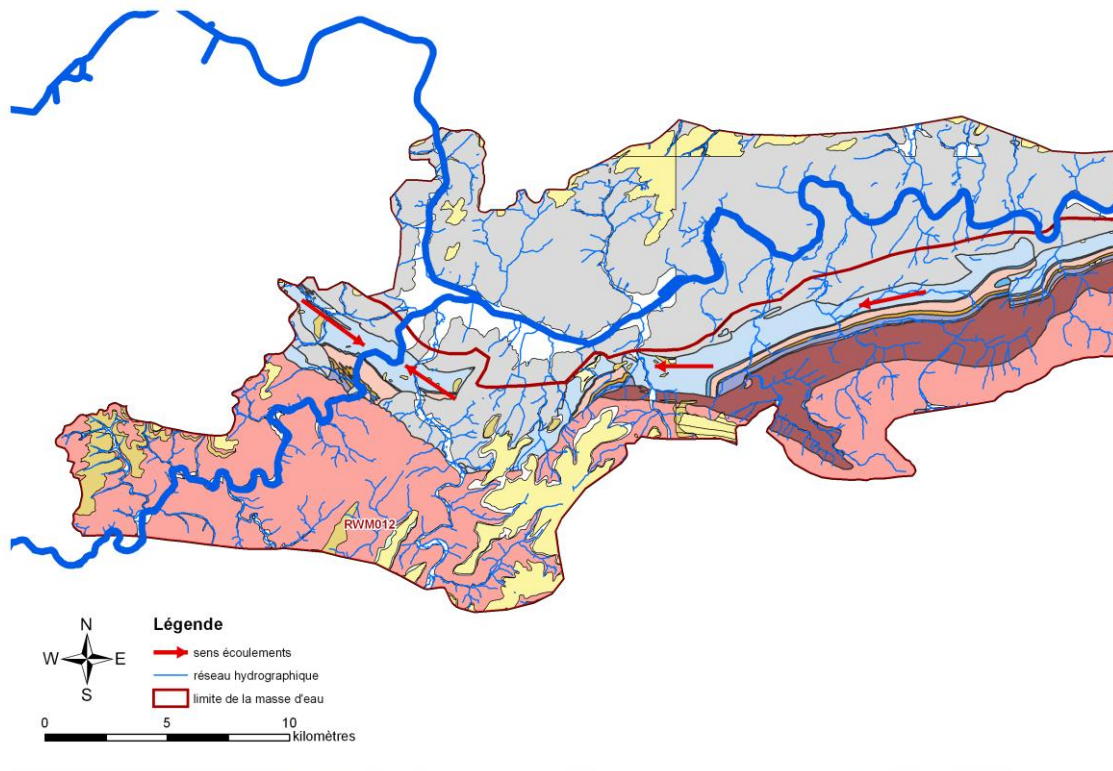 RWM012
N
W E
S
Légende
sens écoulements
réseau hydrographique
limite de la masse d'eau
0 5 10
kilomètres